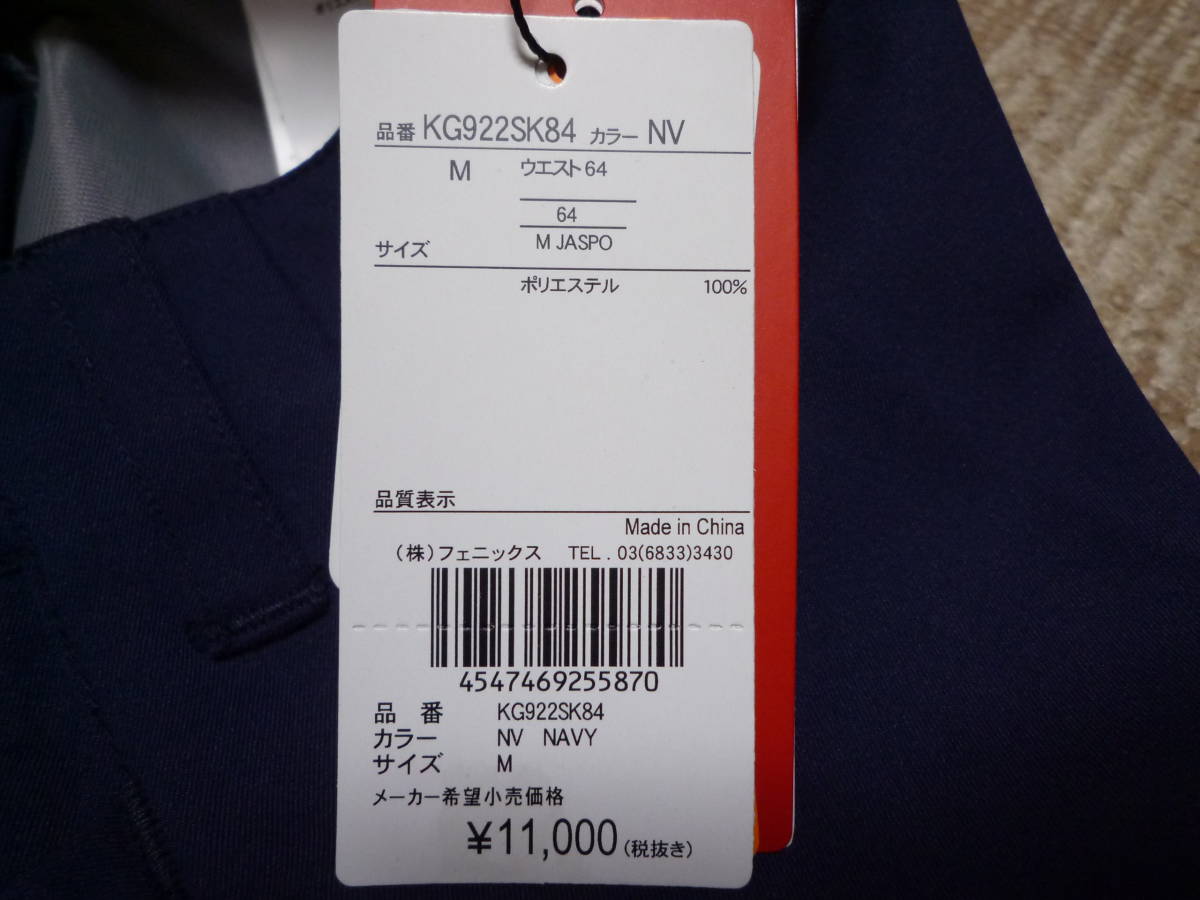 品番 KG922SK84 カラー NV
M ウエスト64
64
サイズ M JASPO
ポリエステル 100%
品質表示
Made in China
(株)フェニックス TEL . 03(6833)3430
4547469255870
品 番 KG922SK84
カラー NV NAVY
サイズ M
メーカー希望小売価格
¥11,000(税抜き)